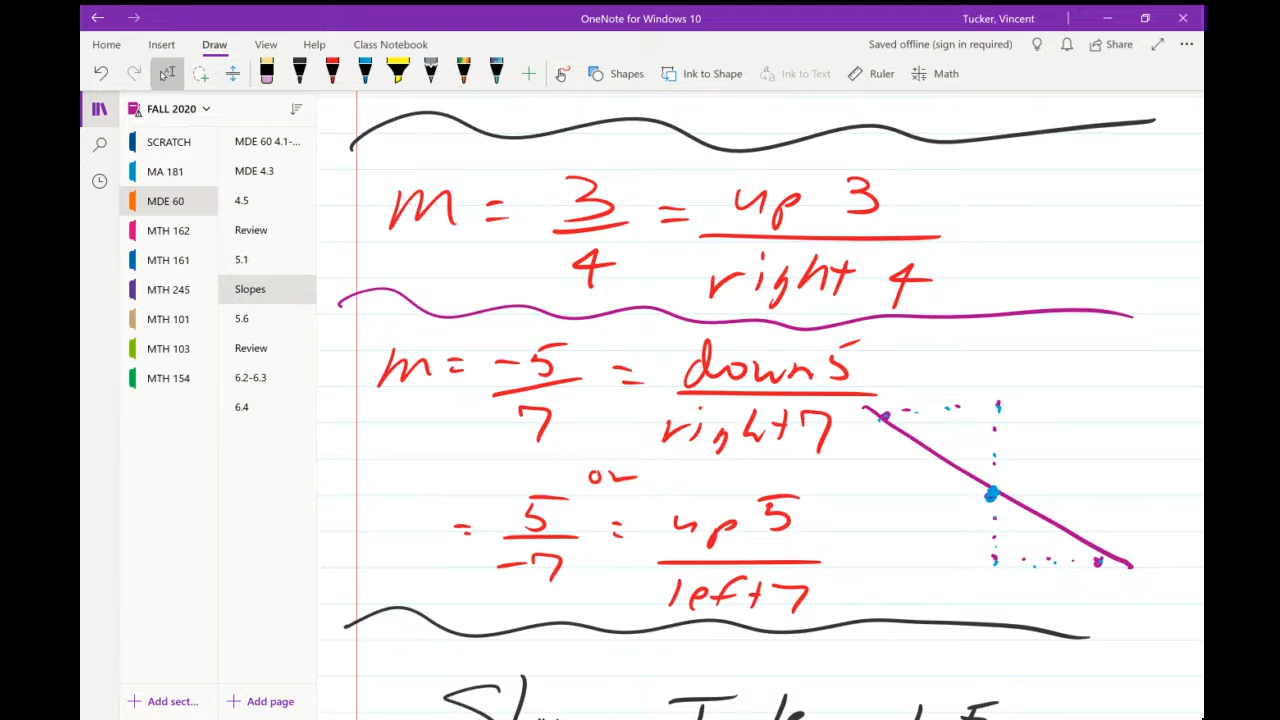 OneNote for Windows 10
Tucker, Vincent
Home Insert Draw View Help Class Notebook
Saved offline (sign in required)
Share
Shapes
Ink to Shape
Ink to Text
Ruler
Math
FALL 2020
SCRATCH
MA 181
MDE 60
MTH 162
MTH 161
MTH 245
MTH 101
MTH 103
MTH 154
Add sect...
MDE 60 4.1-...
MDE 4.3
4.5
Review
5.1
Slopes
5.6
Review
6.2-6.3
6.4
Add page
m = 3/4 = up 3/right 4
m = -5/7 = down 5/right 7
or
= 5/-7 = up 5/left 7